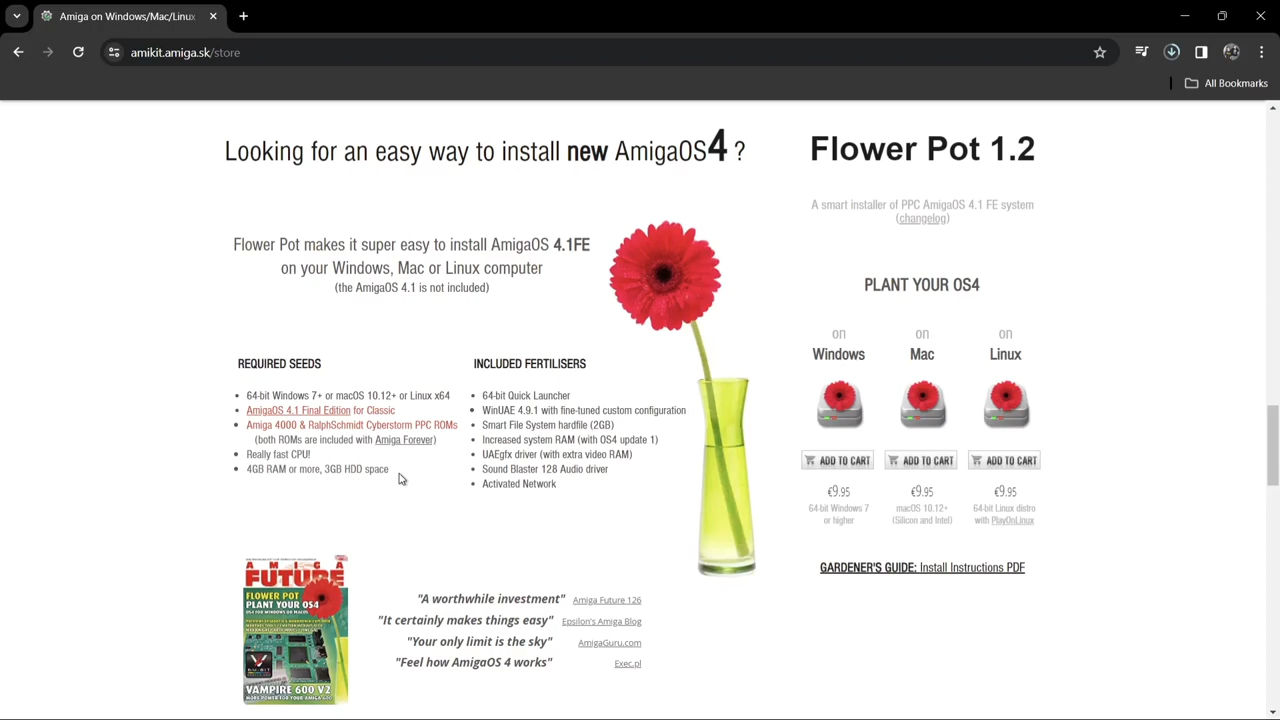 Amiga on Windows/Mac/Linux
amikit.amiga.sk/store
All Bookmarks
Looking for an easy way to install new AmigaOS4 ?
Flower Pot makes it super easy to install AmigaOS 4.1FE
on your Windows, Mac or Linux computer
(the AmigaOS 4.1 is not included)
REQUIRED SEEDS
64-bit Windows 7+ or macOS 10.12+ or Linux x64
AmigaOS 4.1 Final Edition for Classic
Amiga 4000 & RalphSchmidt Cyberstorm PPC ROMs
(both ROMs are included with Amiga Forever)
Really fast CPU!
4GB RAM or more, 3GB HDD space
INCLUDED FERTILISERS
64-bit Quick Launcher
WinUAE 4.9.1 with fine-tuned custom configuration
Smart File System hardfile (2GB)
Increased system RAM (with OS4 update 1)
UAEgfx driver (with extra video RAM)
Sound Blaster 128 Audio driver
Activated Network
AMIGA
FUTURE
FLOWER POT
PLANT YOUR OS4
VAMPIRE 600 V2
"A worthwhile investment" Amiga Future 126
"It certainly makes things easy" Epsilon's Amiga Blog
"Your only limit is the sky" AmigaGuru.com
"Feel how AmigaOS 4 works" Exec.pl
Flower Pot 1.2
A smart installer of PPC AmigaOS 4.1 FE system
(changelog)
PLANT YOUR OS4
on
Windows
ADD TO CART
€9.95
64-bit Windows 7
or higher
on
Mac
ADD TO CART
€9.95
macOS 10.12+
(Silicon and Intel)
on
Linux
ADD TO CART
€9.95
64-bit Linux distro
with PlayOnLinux
GARDENER'S GUIDE: Install Instructions PDF